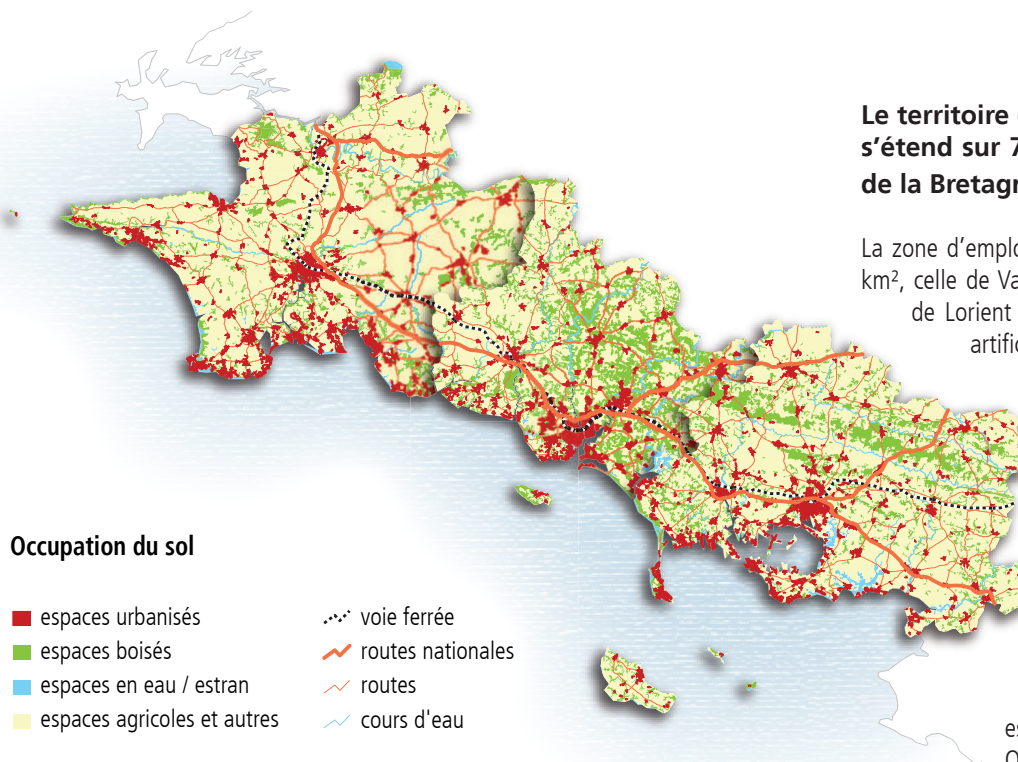 Le territoire
s'étend sur 7
de la Bretagn
La zone d'emplo
km², celle de Va
de Lorient
artific
Occupation du sol
espaces urbanisés
espaces boisés
espaces en eau / estran
espaces agricoles et autres
voie ferrée
routes nationales
routes
cours d'eau
es